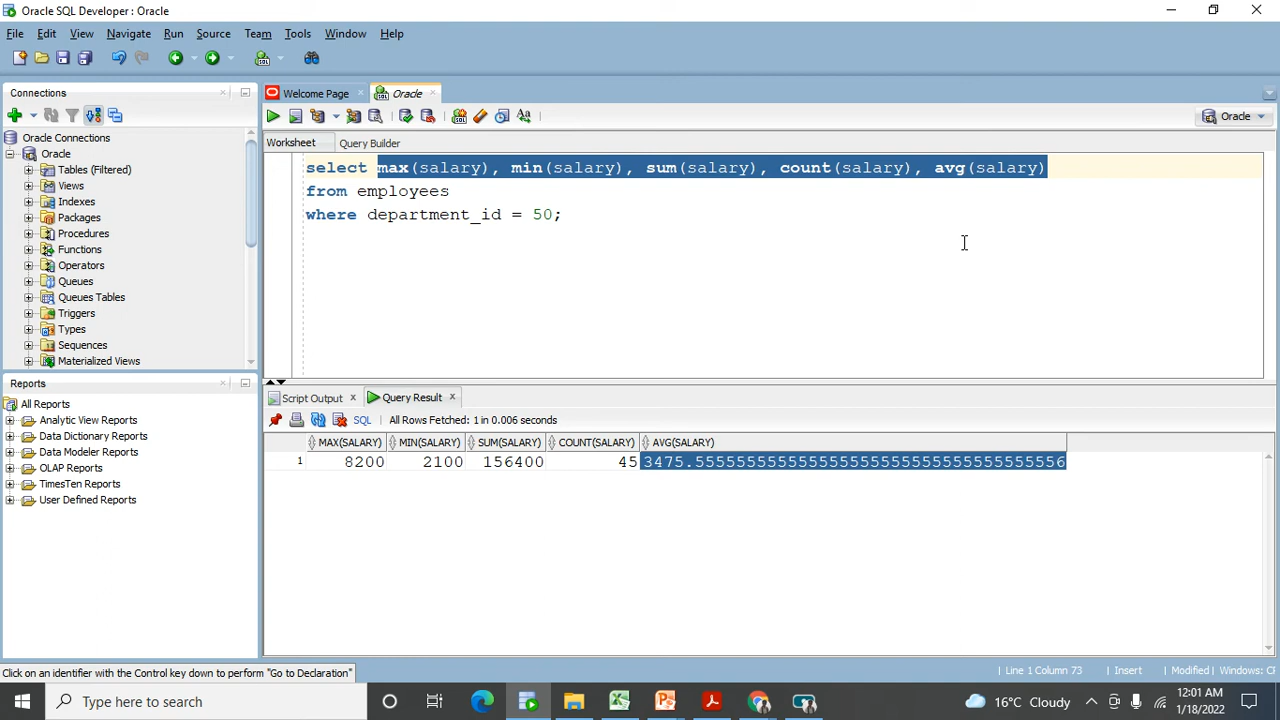 Oracle SQL Developer : Oracle
File Edit View Navigate Run Source Team Tools Window Help
Connections
Oracle Connections
Oracle
Tables (Filtered)
Views
Indexes
Packages
Procedures
Functions
Operators
Queues
Queues Tables
Triggers
Types
Sequences
Materialized Views
Reports
All Reports
Analytic View Reports
Data Dictionary Reports
Data Modeler Reports
OLAP Reports
TimesTen Reports
User Defined Reports
Welcome Page Oracle
Oracle
Worksheet Query Builder
select max(salary), min(salary), sum(salary), count(salary), avg(salary)
from employees
where department_id = 50;
Script Output Query Result
SQL All Rows Fetched: 1 in 0.006 seconds
MAX(SALARY) MIN(SALARY) SUM(SALARY) COUNT(SALARY) AVG(SALARY)
1 8200 2100 156400 45 3475.55555555555555555555555555555555556
Click on an identifier with the Control key down to perform "Go to Declaration"
Line 1 Column 73 Insert Modified Windows: CF
Type here to search
16°C Cloudy
12:01 AM
1/18/2022